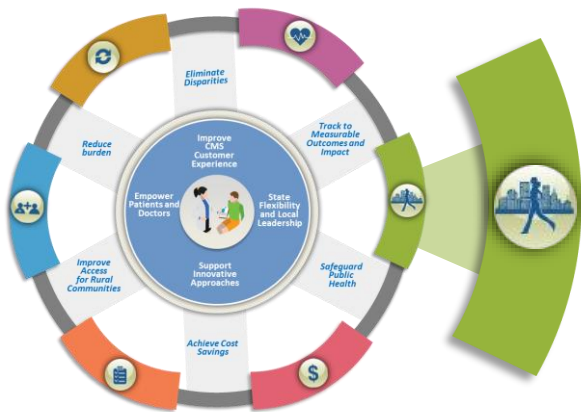 Eliminate
Disparities
Reduce
burden
Track to
Measurable
Outcomes and
Impact
Improve
CMS
Customer
Experience
Empower
Patients and
Doctors
State
Flexibility
and Local
Leadership
Support
Innovative
Approaches
Improve
Access
for Rural
Communities
Safeguard
Public
Health
Achieve Cost
Savings
$